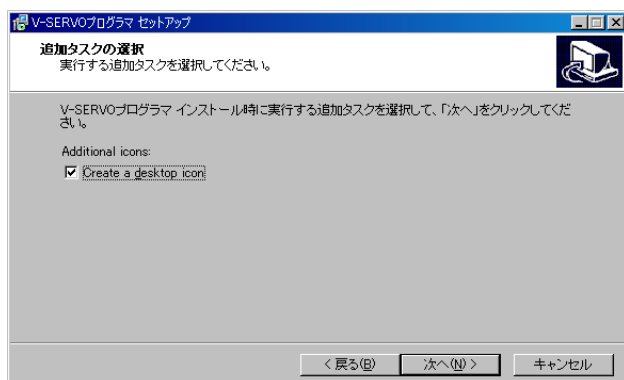 V-SERVOプログラマ セットアップ
追加タスクの選択
実行する追加タスクを選択してください。
V-SERVOプログラマ インストール時に実行する追加タスクを選択して、「次へ」をクリックしてくだ
さい。
Additional icons:
Create a desktop icon
< 戻る(B)
次へ(N) >
キャンセル